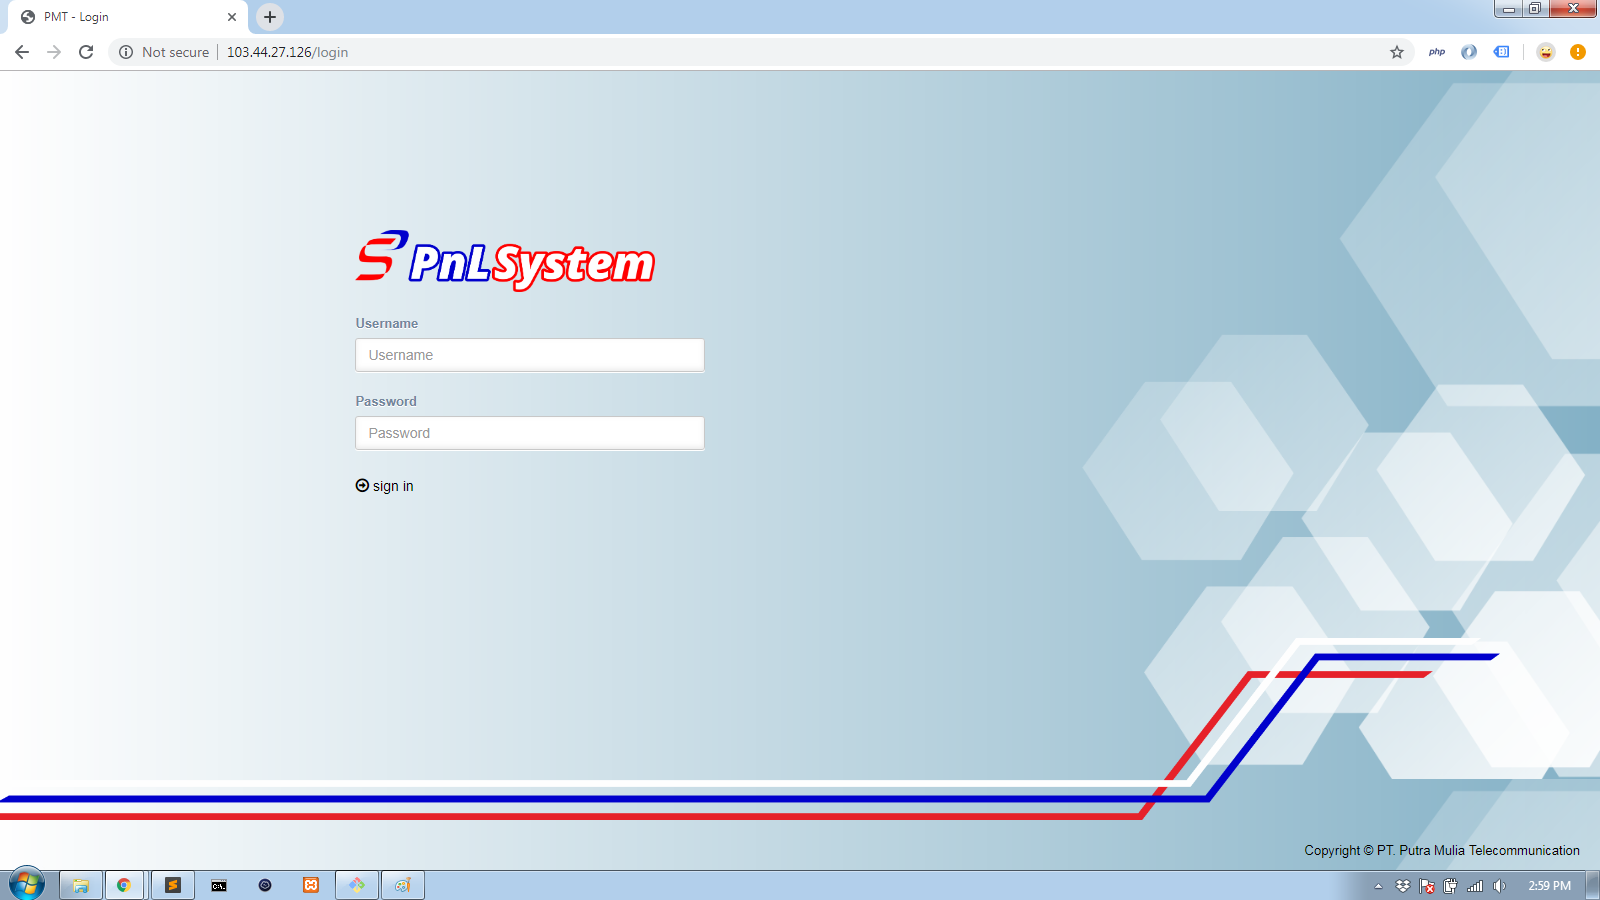 PMT - Login
Not secure | 103.44.27.126/login
php
PnLSystem
Username
Username
Password
Password
sign in
Copyright © PT. Putra Mulia Telecommunication
C:\.
2:59 PM